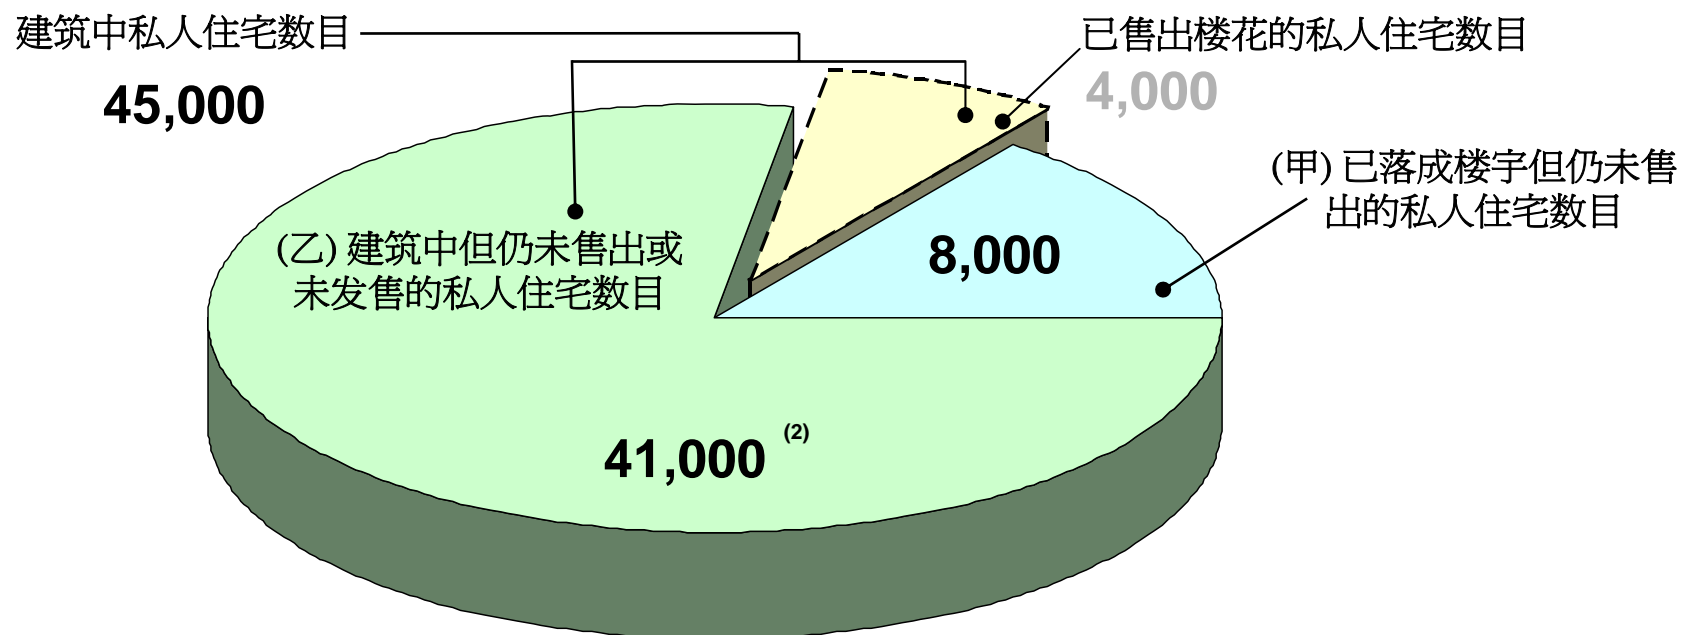 建筑中私人住宅数目
45,000
已售出楼花的私人住宅数目
4,000
(甲) 已落成楼宇但仍未售
出的私人住宅数目
8,000
(乙) 建筑中但仍未售出或
未发售的私人住宅数目
41,000 (2)